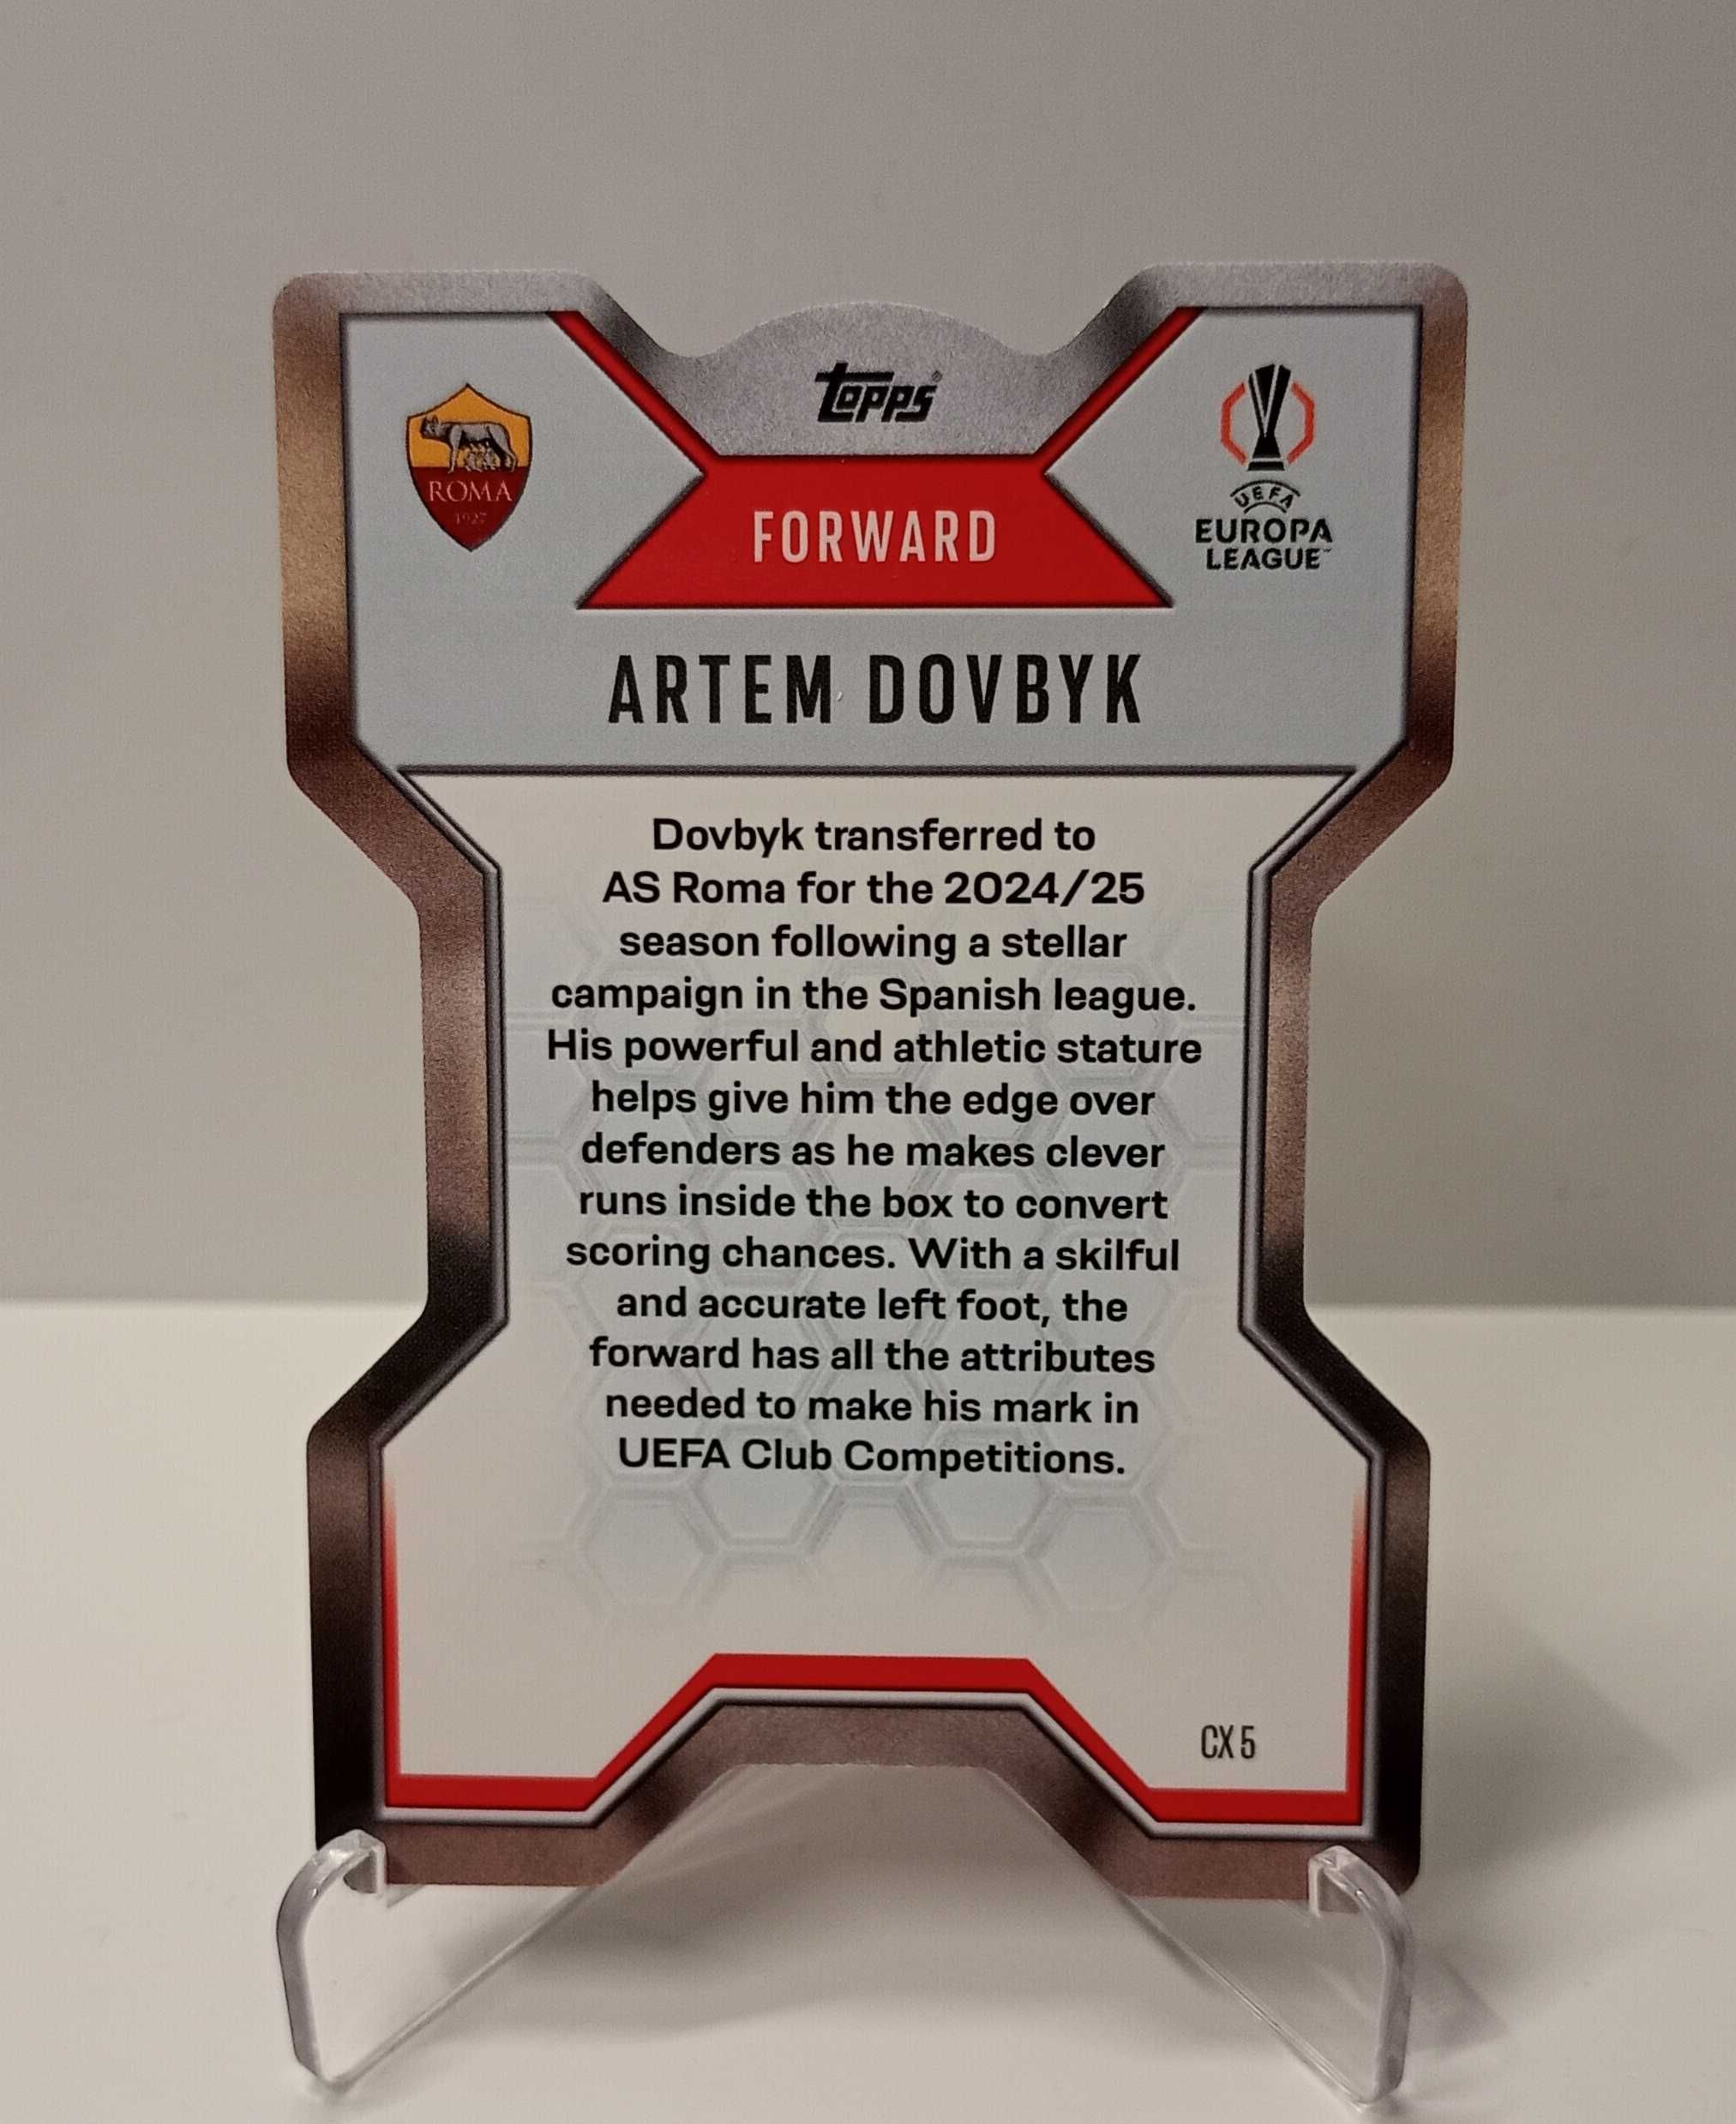 topps
ROMA
1927
FORWARD
UEFA
EUROPA
LEAGUE™
ARTEM DOVBYK
Dovbyk transferred to
AS Roma for the 2024/25
season following a stellar
campaign in the Spanish league.
His powerful and athletic stature
helps give him the edge over
defenders as he makes clever
runs inside the box to convert
scoring chances. With a skilful
and accurate left foot, the
forward has all the attributes
needed to make his mark in
UEFA Club Competitions.
CX 5